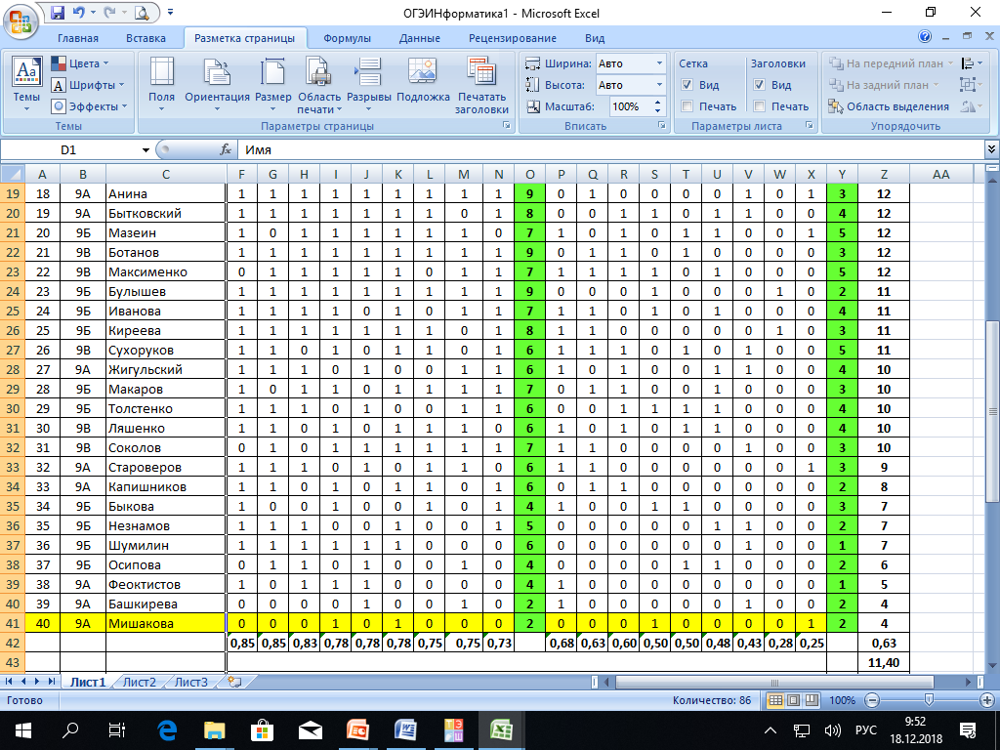 ОГЭИНформатика1 - Microsoft Excel
Главная Вставка Разметка страницы Формулы Данные Рецензирование Вид
Темы Цвета Шрифты Эффекты Поля Ориентация Размер Область печати Разрывы Подложка Печатать заголовки Ширина: Авто Высота: Авто Масштаб: 100% Сетка Вид Печать Заголовки Вид Печать На передний план На задний план Область выделения
Темы Параметры страницы Вписать Параметры листа Упорядочить
D1 fx Имя
A B C F G H I J K L M N O P Q R S T U V W X Y Z AA
19 18 9А Анина 1 1 1 1 1 1 1 1 1 9 0 1 0 0 0 0 1 0 1 3 12
20 19 9А Бытковский 1 1 1 1 1 1 1 0 1 8 0 0 1 1 0 1 1 0 0 4 12
21 20 9Б Мазеин 1 0 1 1 1 1 1 1 0 7 1 0 1 0 1 1 0 0 1 5 12
22 21 9В Ботанов 1 1 1 1 1 1 1 1 1 9 0 1 1 0 1 0 0 0 0 3 12
23 22 9В Максименко 0 1 1 1 1 1 0 1 1 7 1 1 1 1 0 1 0 0 0 5 12
24 23 9Б Булышев 1 1 1 1 1 1 1 1 1 9 0 0 0 1 0 0 0 1 0 2 11
25 24 9Б Иванова 1 1 1 1 0 1 0 1 1 7 1 1 0 1 0 1 0 0 0 4 11
26 25 9Б Киреева 1 1 1 1 1 1 1 0 1 8 1 1 0 0 0 0 0 1 0 3 11
27 26 9В Сухоруков 1 1 0 1 0 1 1 0 1 6 1 1 1 0 1 0 1 0 0 5 11
28 27 9А Жигульский 1 1 1 0 1 0 0 1 1 6 1 0 1 0 0 1 1 0 0 4 10
29 28 9Б Макаров 1 0 1 1 0 1 1 1 1 7 0 1 1 0 0 1 0 0 0 3 10
30 29 9Б Толстенко 1 1 1 0 1 0 0 1 1 6 0 0 1 1 1 1 0 0 0 4 10
31 30 9В Ляшенко 1 1 0 1 0 1 1 1 0 6 1 0 1 0 1 1 0 0 0 4 10
32 31 9В Соколов 0 1 0 1 1 1 1 1 1 7 1 1 0 0 0 0 1 0 0 3 10
33 32 9А Староверов 1 1 1 0 1 0 1 1 0 6 1 1 0 0 0 0 0 0 1 3 9
34 33 9А Капишников 1 1 0 1 0 1 1 0 1 6 0 1 1 0 0 0 0 0 0 2 8
35 34 9Б Быкова 1 0 0 1 0 0 1 0 1 4 1 0 0 1 1 0 0 0 0 3 7
36 35 9Б Незнамов 1 1 1 0 0 1 0 0 1 5 0 0 0 0 0 1 1 0 0 2 7
37 36 9Б Шумилин 1 1 1 1 1 1 0 0 0 6 0 0 0 0 0 0 1 0 0 1 7
38 37 9Б Осипова 0 1 1 0 1 0 0 1 0 4 0 0 0 0 1 1 0 0 0 2 6
39 38 9А Феоктистов 1 0 1 1 1 0 0 0 0 4 1 0 0 0 0 0 0 0 0 1 5
40 39 9А Башкирева 0 0 0 0 1 0 0 1 0 2 1 0 0 0 0 0 1 0 0 2 4
41 40 9А Мишакова 0 0 0 1 0 1 0 0 0 2 0 0 0 1 0 0 0 0 1 2 4
42 0,85 0,85 0,83 0,78 0,78 0,78 0,75 0,75 0,73 0,68 0,63 0,60 0,50 0,50 0,48 0,43 0,28 0,25 0,63
43 11,40
Лист1 Лист2 Лист3
Готово Количество: 86 100%
РУС 9:52
18.12.2018